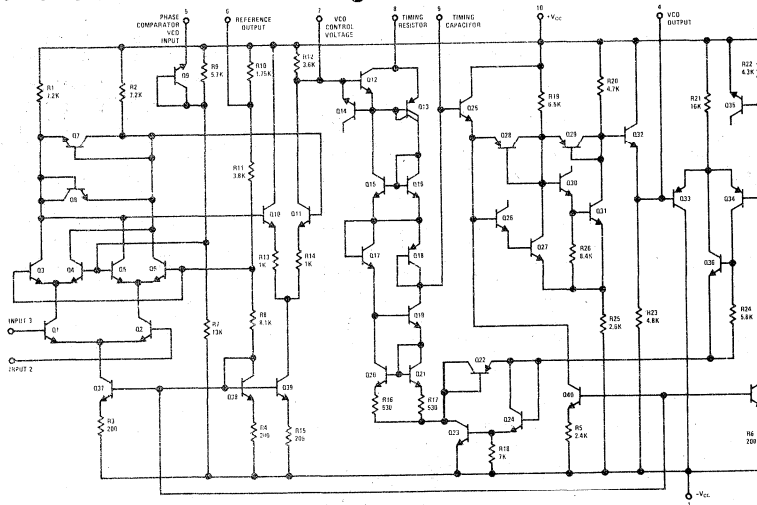 5
PHASE
COMPARATOR
VCO
INPUT
6
REFERENCE
OUTPUT
7
VCO
CONTROL
VOLTAGE
8
TIMING
RESISTOR
9
TIMING
CAPACITOR
10
+VCC
4
VCO
OUTPUT
R1
7.2K
R2
7.2K
Q9
R9
5.7K
R10
1.75K
R12
3.6K
Q12
Q14
Q13
Q25
R19
6.5K
R20
4.7K
Q28
Q29
Q32
R21
16K
R22
4.3K
Q35
Q7
Q8
R11
3.8K
Q15
Q16
Q30
Q31
Q33
Q34
Q10
Q11
Q26
Q27
R26
8.4K
Q3
Q4
Q5
Q6
R13
1K
R14
1K
Q17
Q18
Q36
INPUT 3
Q1
Q2
R7
13K
R8
8.1K
Q19
R25
2.6K
R23
4.8K
R24
5.8K
INPUT 2
Q37
Q38
Q39
Q20
Q21
Q22
Q40
R16
530
R17
530
R3
200
R4
200
R15
205
Q23
Q24
R18
7K
R5
2.4K
R6
200
-VCC
1